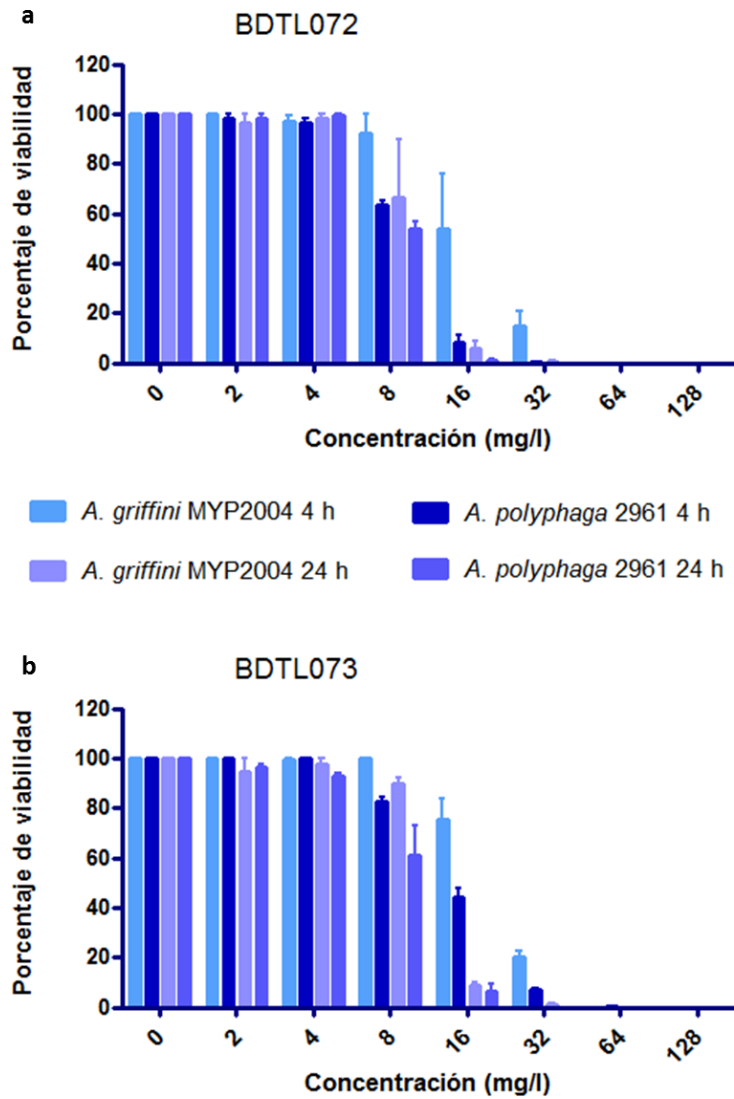 a
BDTL072
Porcentaje de viabilidad
120
100
80
60
40
20
0
0 2 4 8 16 32 64 128
Concentración (mg/l)
A. griffini MYP2004 4 h
A. polyphaga 2961 4 h
A. griffini MYP2004 24 h
A. polyphaga 2961 24 h
b
BDTL073
Porcentaje de viabilidad
120
100
80
60
40
20
0
0 2 4 8 16 32 64 128
Concentración (mg/l)